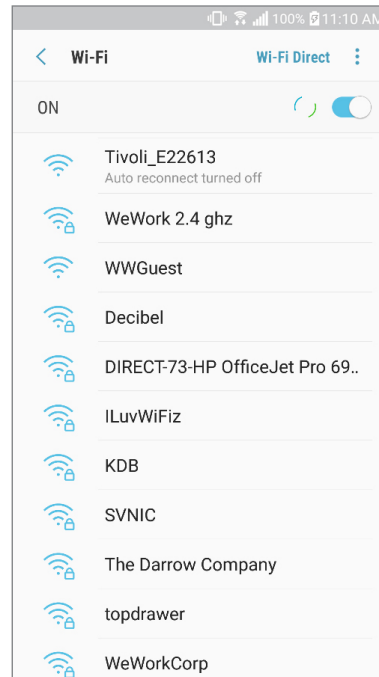 100% 11:10 AM
Wi-Fi Wi-Fi Direct
ON
Tivoli_E22613
Auto reconnect turned off
WeWork 2.4 ghz
WWGuest
Decibel
DIRECT-73-HP OfficeJet Pro 69..
ILuvWiFiz
KDB
SVNIC
The Darrow Company
topdrawer
WeWorkCorp